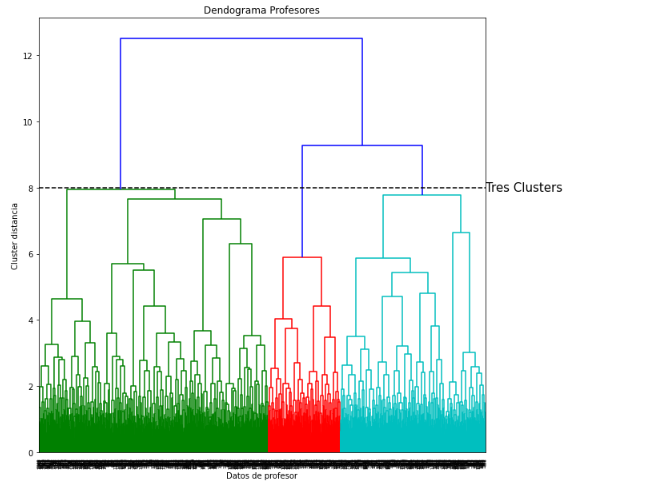 Dendograma Profesores
12
10
8
6
4
2
0
Cluster distancia
Tres Clusters
Datos de profesor